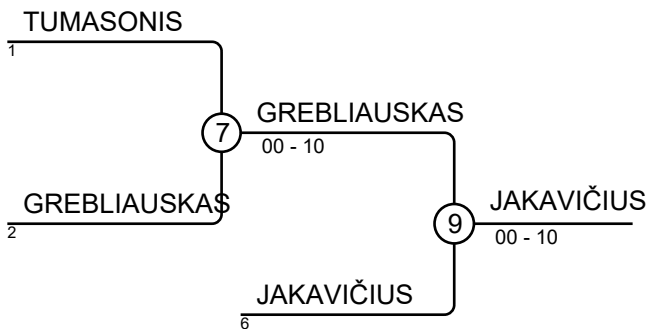 TUMASONIS
1
7
GREBLIAUSKAS
00 - 10
GREBLIAUSKAS
2
9
JAKAVIČIUS
00 - 10
JAKAVIČIUS
6